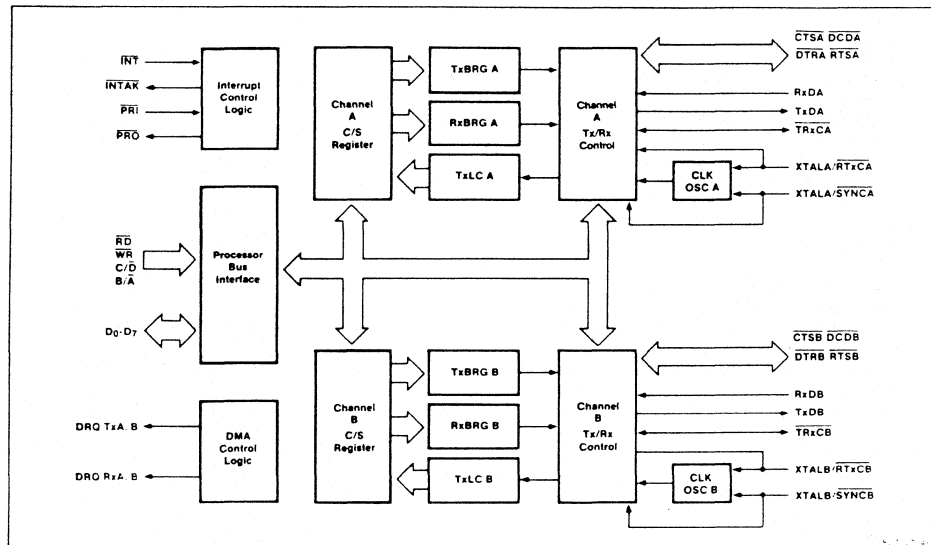 INT
INTAK
PRI
PRO
Interrupt
Control
Logic
RD
WR
C/D
B/A
D0-D7
Processor
Bus
Interface
DRQ TxA, B
DRQ RxA, B
DMA
Control
Logic
Channel
A
C/S
Register
TxBRG A
RxBRG A
TxLC A
Channel
A
Tx/Rx
Control
CLK
OSC A
CTSA DCDA
DTRA RTSA
RxDA
TxDA
TRxCA
XTALA/RTxCA
XTALA/SYNCA
Channel
B
C/S
Register
TxBRG B
RxBRG B
TxLC B
Channel
B
Tx/Rx
Control
CLK
OSC B
CTSB DCDB
DTRB RTSB
RxDB
TxDB
TRxCB
XTALB/RTxCB
XTALB/SYNCB